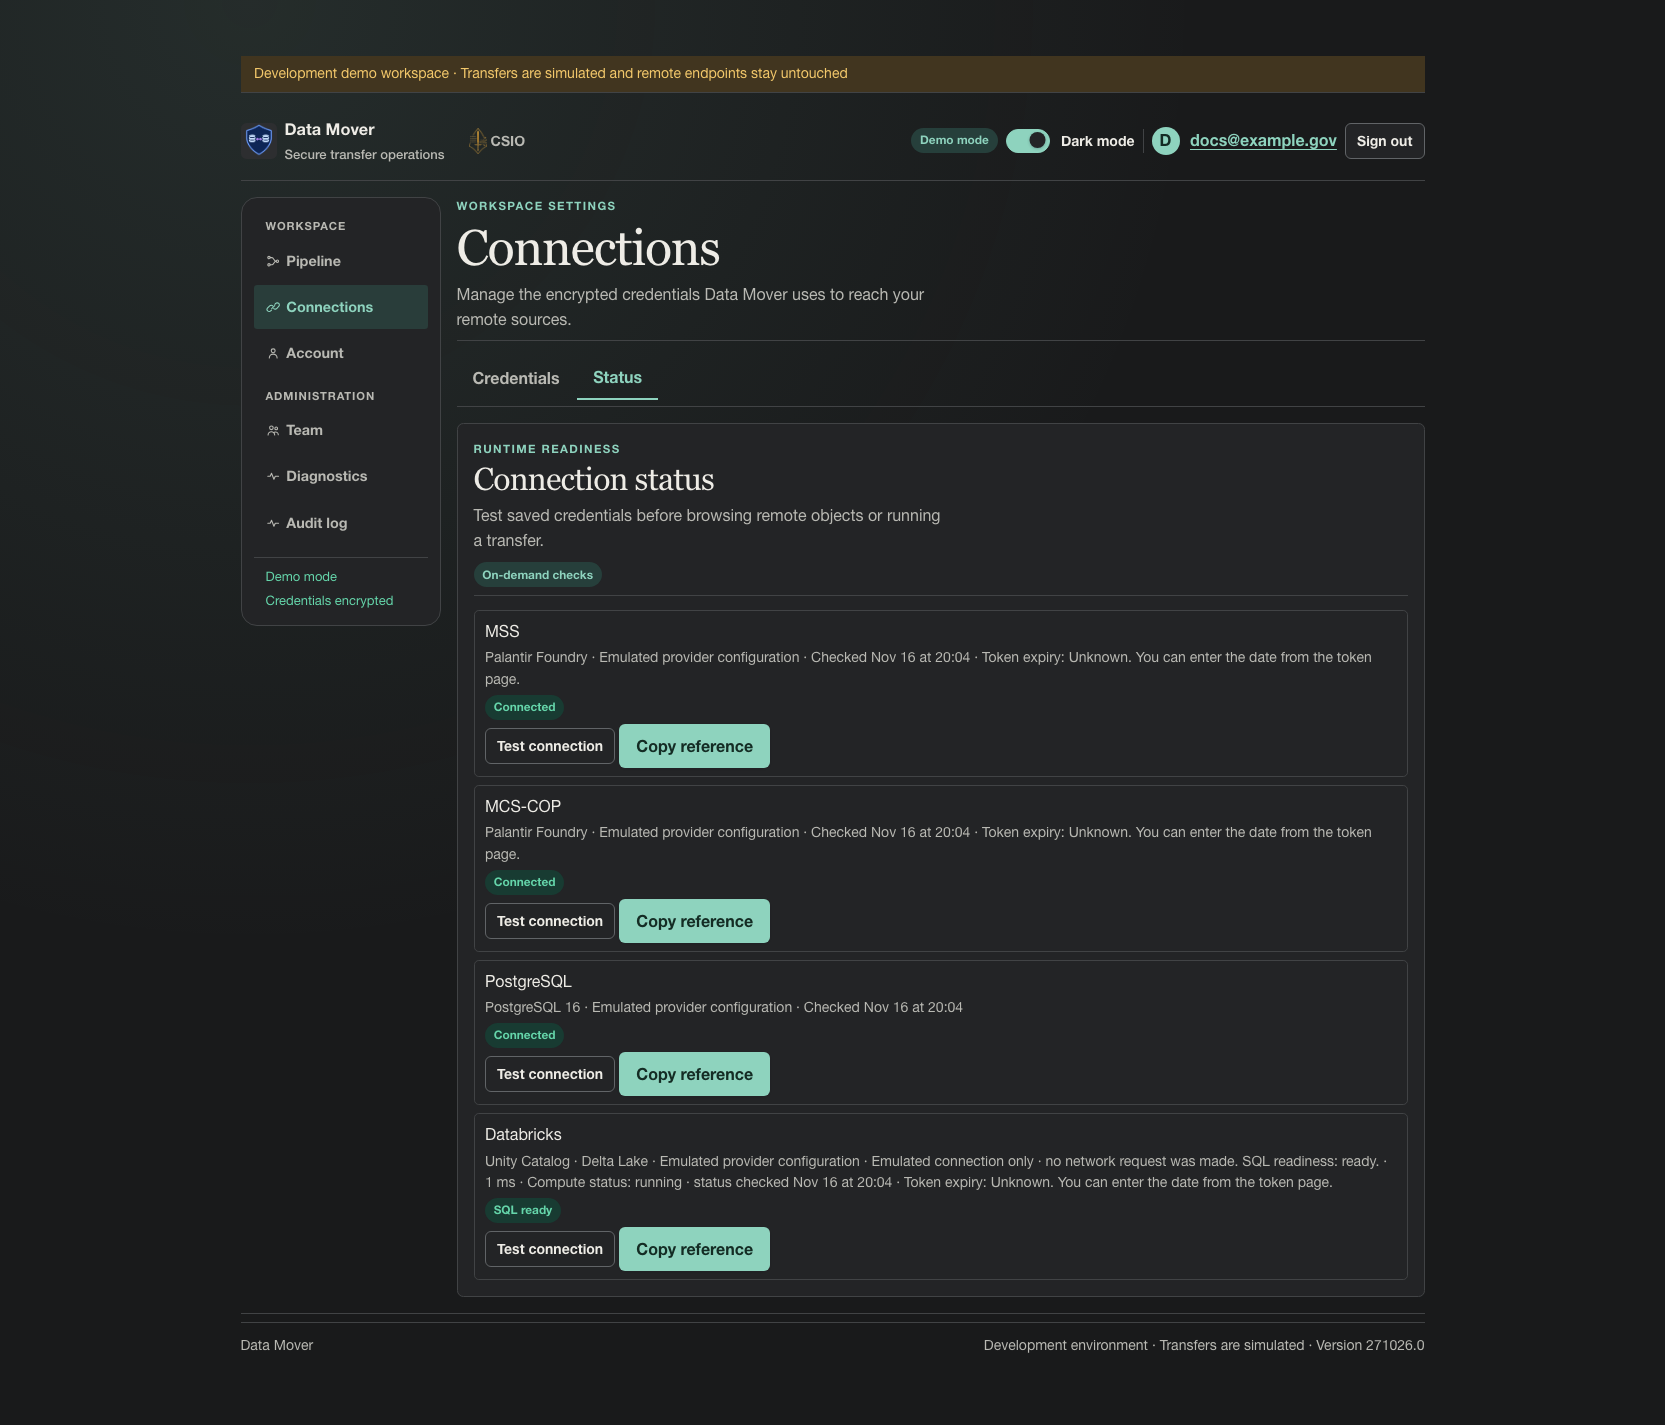 Development demo workspace · Transfers are simulated and remote endpoints stay untouched
Data Mover
Secure transfer operations
CSIO
Demo mode
Dark mode
D
docs@example.gov
Sign out
WORKSPACE
Pipeline
Connections
Account
ADMINISTRATION
Team
Diagnostics
Audit log
Demo mode
Credentials encrypted
WORKSPACE SETTINGS
Connections
Manage the encrypted credentials Data Mover uses to reach your
remote sources.
Credentials
Status
RUNTIME READINESS
Connection status
Test saved credentials before browsing remote objects or running
a transfer.
On-demand checks
MSS
Palantir Foundry · Emulated provider configuration · Checked Nov 16 at 20:04 · Token expiry: Unknown. You can enter the date from the token
page.
Connected
Test connection
Copy reference
MCS-COP
Palantir Foundry · Emulated provider configuration · Checked Nov 16 at 20:04 · Token expiry: Unknown. You can enter the date from the token
page.
Connected
Test connection
Copy reference
PostgreSQL
PostgreSQL 16 · Emulated provider configuration · Checked Nov 16 at 20:04
Connected
Test connection
Copy reference
Databricks
Unity Catalog · Delta Lake · Emulated provider configuration · Emulated connection only · no network request was made. SQL readiness: ready. ·
1 ms · Compute status: running · status checked Nov 16 at 20:04 · Token expiry: Unknown. You can enter the date from the token page.
SQL ready
Test connection
Copy reference
Data Mover
Development environment · Transfers are simulated · Version 271026.0